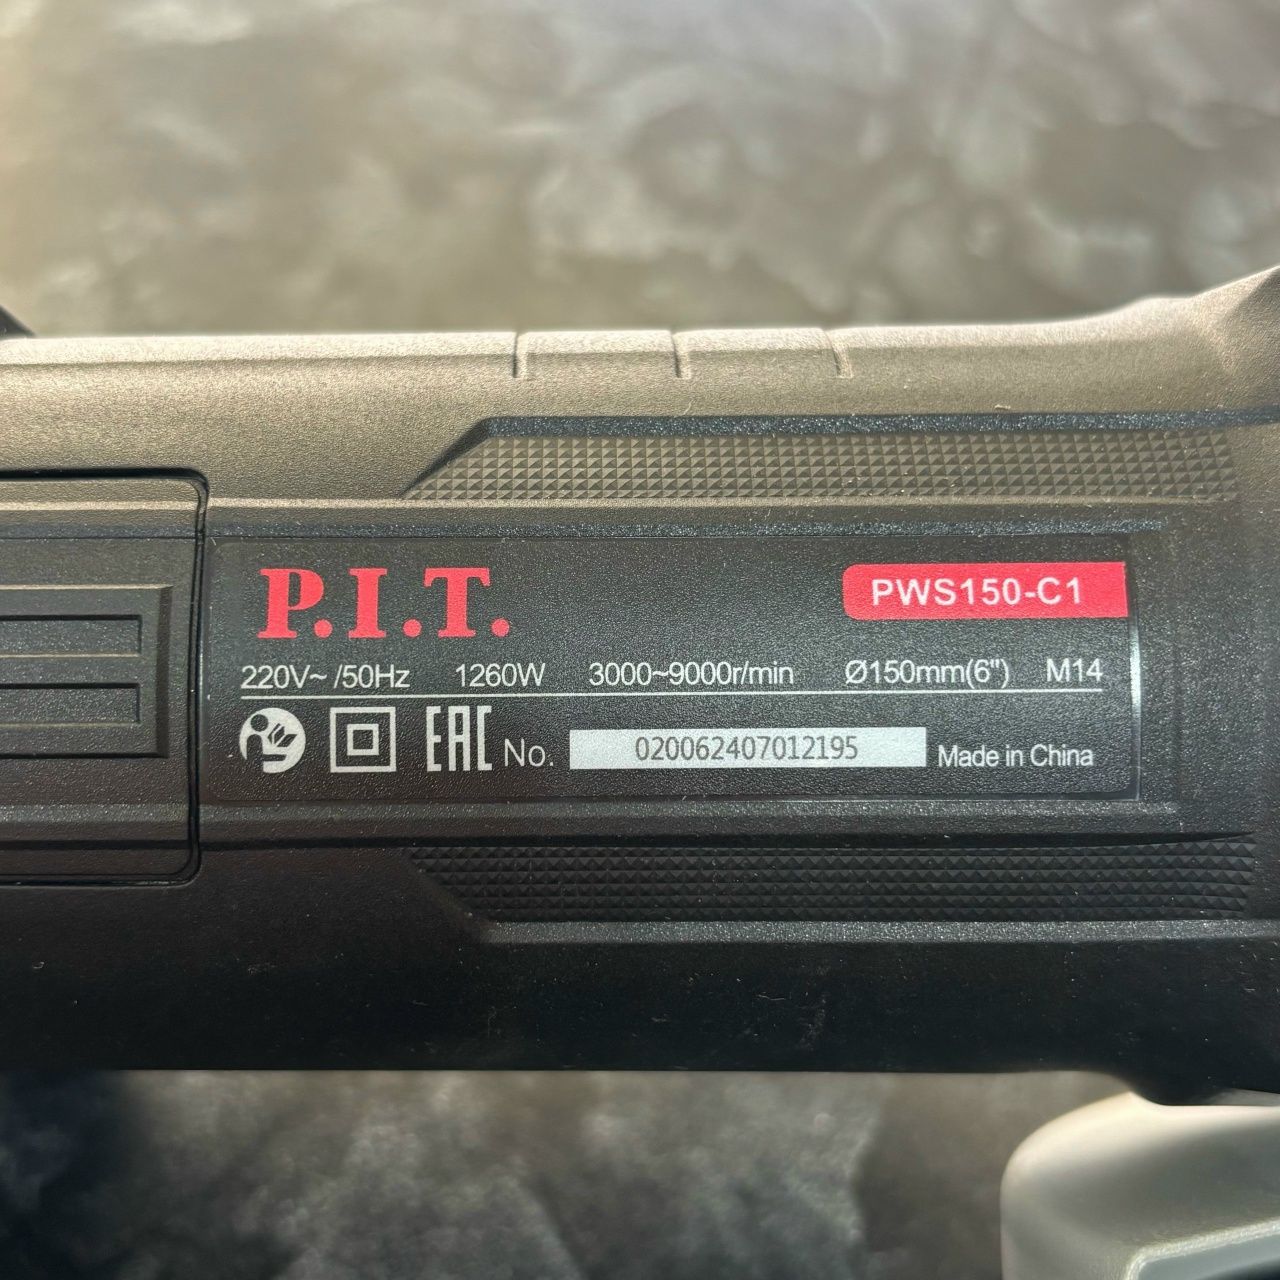 P.I.T.
PWS150-C1
220V~ /50Hz 1260W 3000~9000r/min Ø150mm(6") M14
EAC No. 020062407012195 Made in China